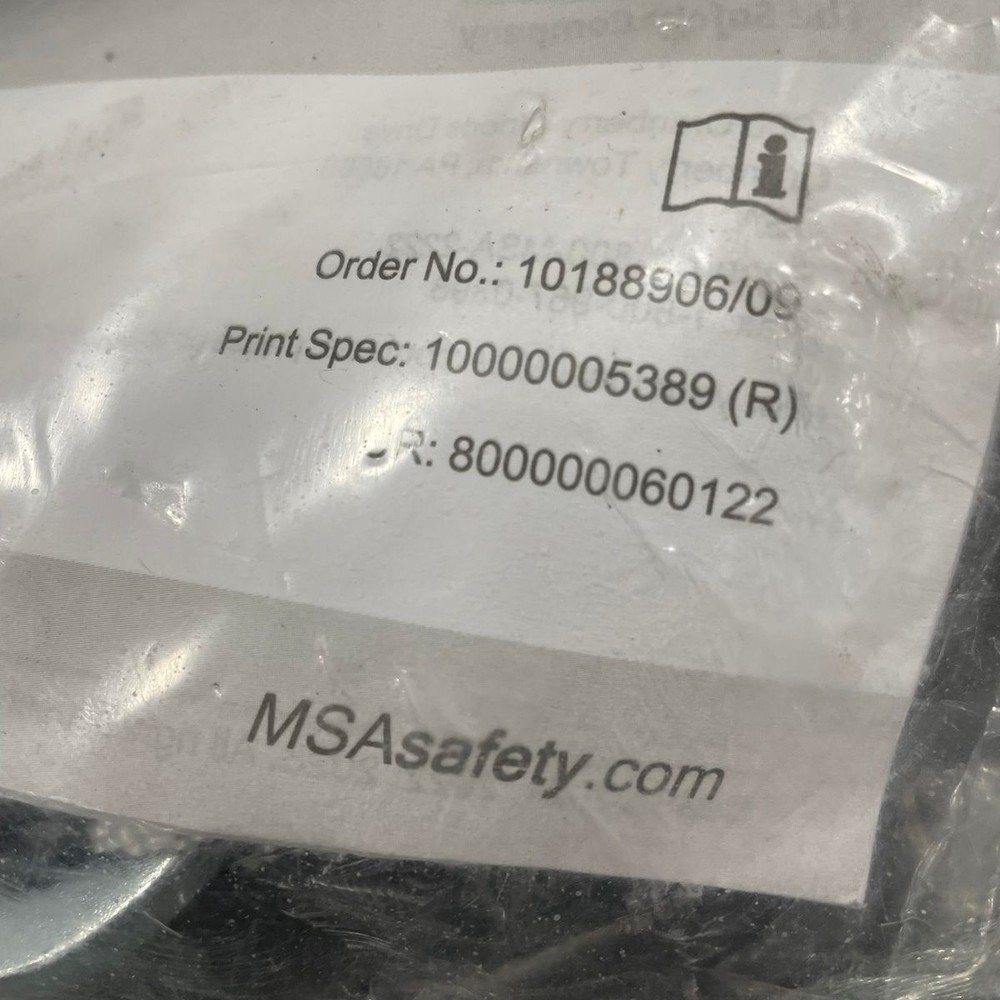 Order No.: 10188906/09
Print Spec: 10000005389 (R)
R: 800000060122
MSAsafety.com